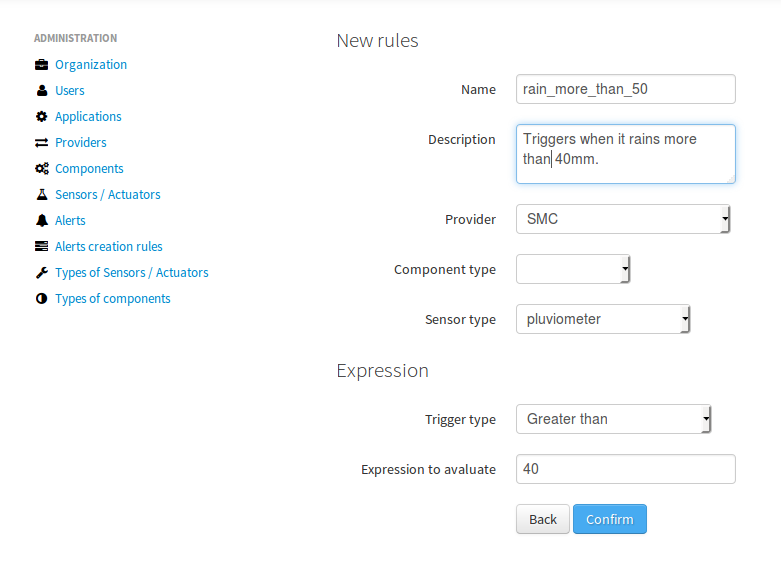 ADMINISTRATION
Organization
Users
Applications
Providers
Components
Sensors / Actuators
Alerts
Alerts creation rules
Types of Sensors / Actuators
Types of components
New rules
Name rain_more_than_50
Description Triggers when it rains more
than 40mm.
Provider SMC
Component type
Sensor type pluviometer
Expression
Trigger type Greater than
Expression to avaluate 40
Back Confirm